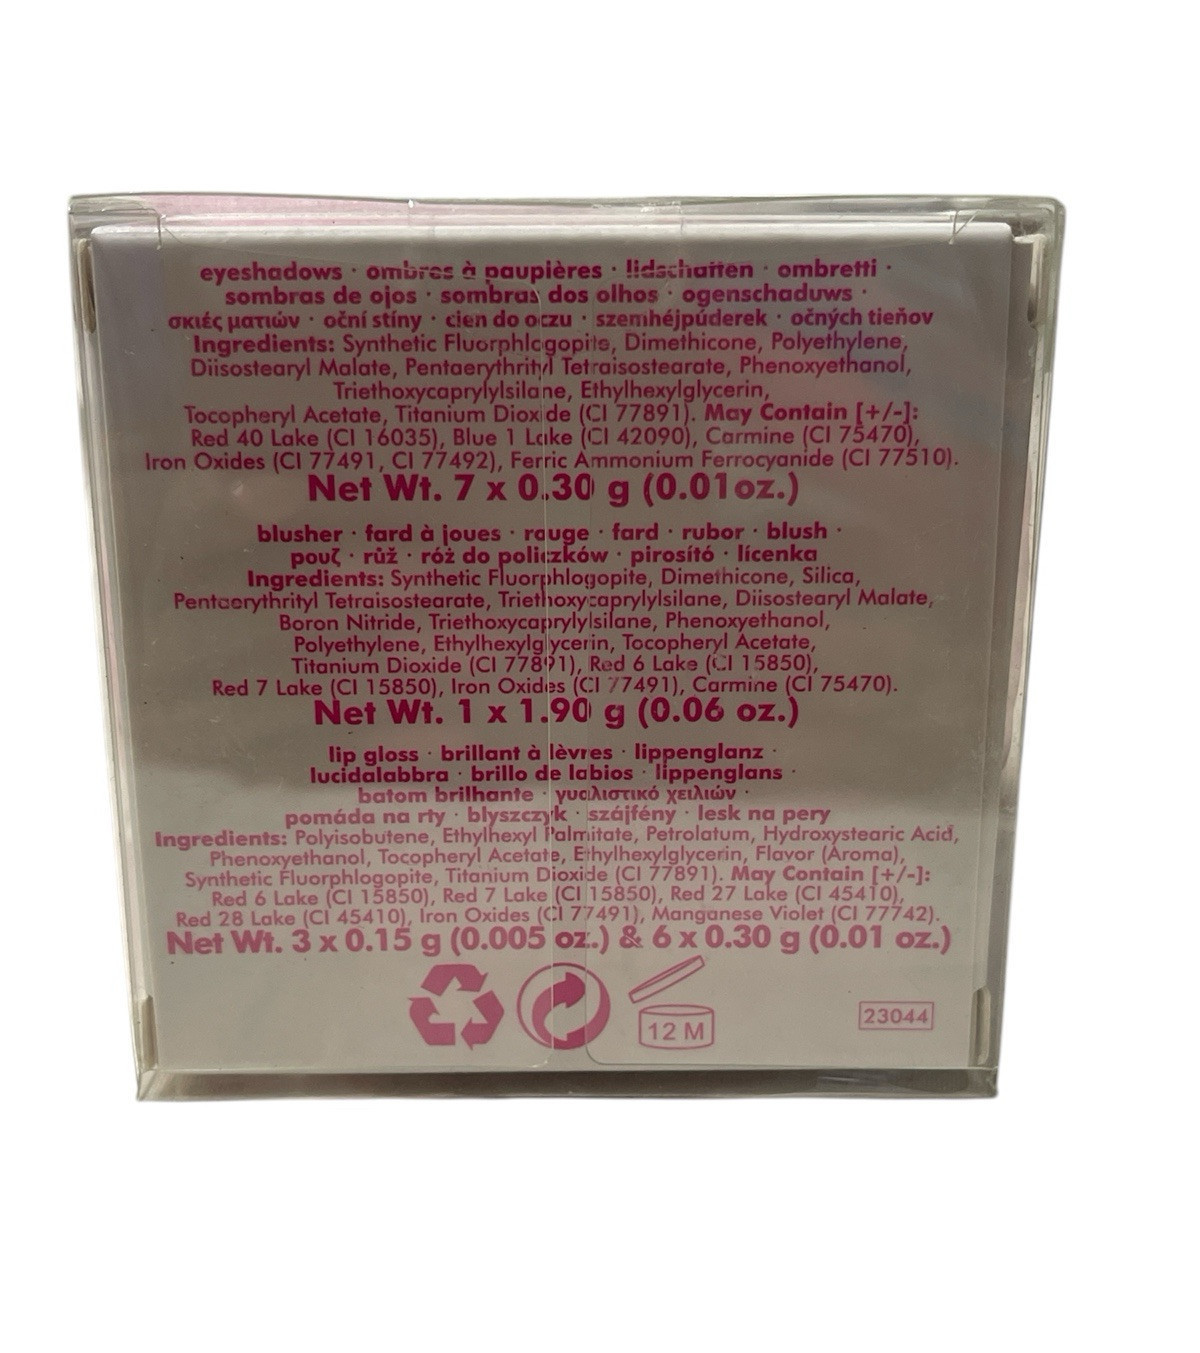 eyeshadows · ombres à paupières · lidschatten · ombretti ·
sombras de ojos · sombras dos olhos · ogenschaduws ·
σκιές ματιών · oční stíny · cien do oczu · szemhéjpúderek · očných tieňov
Ingredients: Synthetic Fluorphlogopite, Dimethicone, Polyethylene,
Diisostearyl Malate, Pentaerythrityl Tetraisostearate, Phenoxyethanol,
Triethoxycaprylylsilane, Ethylhexylglycerin,
Tocopheryl Acetate, Titanium Dioxide (CI 77891). May Contain [+/-]:
Red 40 Lake (CI 16035), Blue 1 Lake (CI 42090), Carmine (CI 75470),
Iron Oxides (CI 77491, CI 77492), Ferric Ammonium Ferrocyanide (CI 77510).
Net Wt. 7 x 0.30 g (0.01oz.)
blusher · fard à joues · rouge · fard · rubor · blush ·
ρουζ · růž · róż do policzków · pirosító · lícenka
Ingredients: Synthetic Fluorphlogopite, Dimethicone, Silica,
Pentaerythrityl Tetraisostearate, Triethoxycaprylylsilane, Diisostearyl Malate,
Boron Nitride, Triethoxycaprylylsilane, Phenoxyethanol,
Polyethylene, Ethylhexylglycerin, Tocopheryl Acetate,
Titanium Dioxide (CI 77891), Red 6 Lake (CI 15850),
Red 7 Lake (CI 15850), Iron Oxides (CI 77491), Carmine (CI 75470).
Net Wt. 1 x 1.90 g (0.06 oz.)
lip gloss · brillant à lèvres · lippenglanz ·
lucidalabbra · brillo de labios · lippenglans ·
batom brilhante · γυαλιστικό χειλιών ·
pomáda na rty · blyszczyk · szájfény · lesk na pery
Ingredients: Polyisobutene, Ethylhexyl Palmitate, Petrolatum, Hydroxystearic Acid,
Phenoxyethanol, Tocopheryl Acetate, Ethylhexylglycerin, Flavor (Aroma),
Synthetic Fluorphlogopite, Titanium Dioxide (CI 77891). May Contain [+/-]:
Red 6 Lake (CI 15850), Red 7 Lake (CI 15850), Red 27 Lake (CI 45410),
Red 28 Lake (CI 45410), Iron Oxides (CI 77491), Manganese Violet (CI 77742).
Net Wt. 3 x 0.15 g (0.005 oz.) & 6 x 0.30 g (0.01 oz.)
12 M
23044